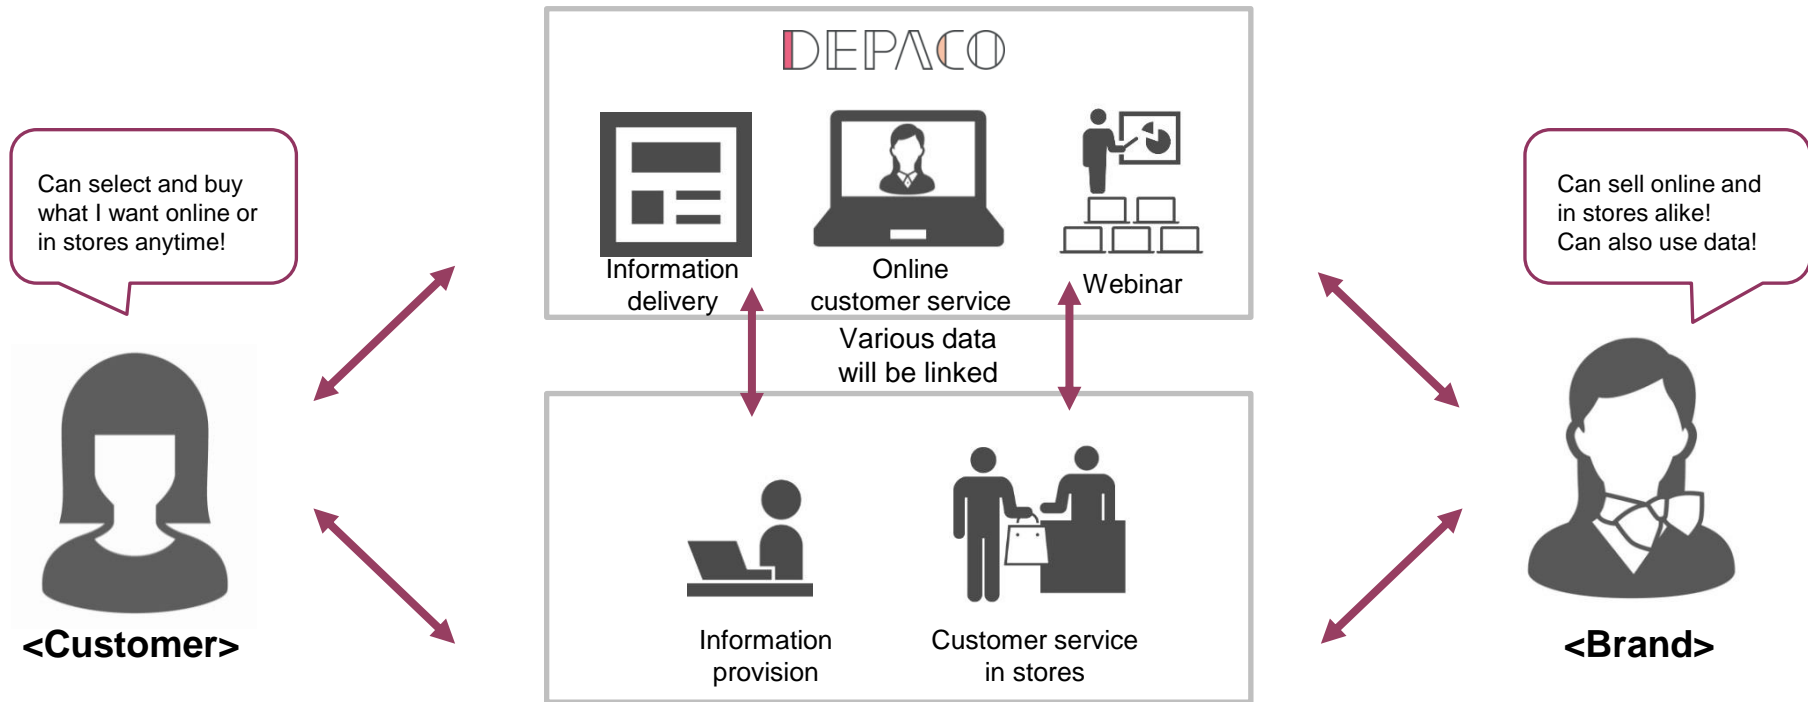 DEPACO
Can select and buy
what I want online or
in stores anytime!
Can sell online and
in stores alike!
Can also use data!
Information
delivery
Online
customer service
Webinar
Various data
will be linked
Information
provision
Customer service
in stores
<Customer>
<Brand>